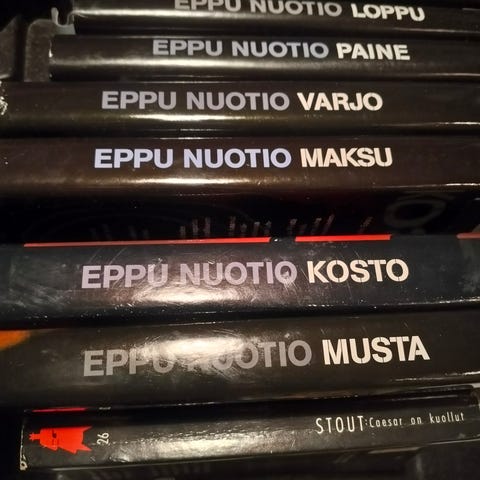 EPPU NUOTIO LOPPU
EPPU NUOTIO PAINE
EPPU NUOTIO VARJO
EPPU NUOTIO MAKSU
EPPU NUOTIO KOSTO
EPPU NUOTIO MUSTA
26 STOUT: Caesar on kuollut